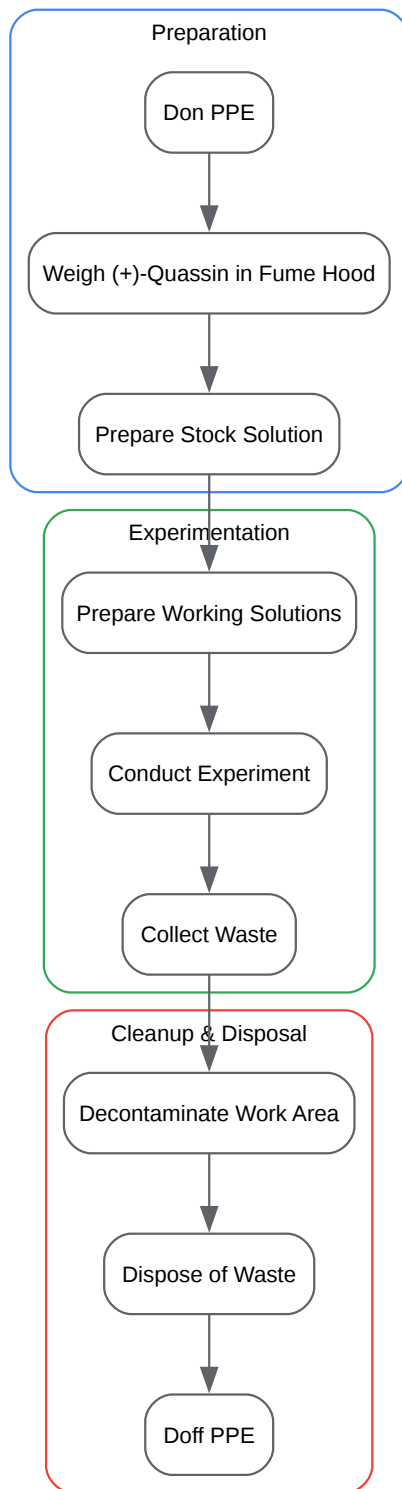 Preparation
Don PPE
Weigh (+)-Quassin in Fume Hood
Prepare Stock Solution
Experimentation
Prepare Working Solutions
Conduct Experiment
Collect Waste
Cleanup & Disposal
Decontaminate Work Area
Dispose of Waste
Doff PPE